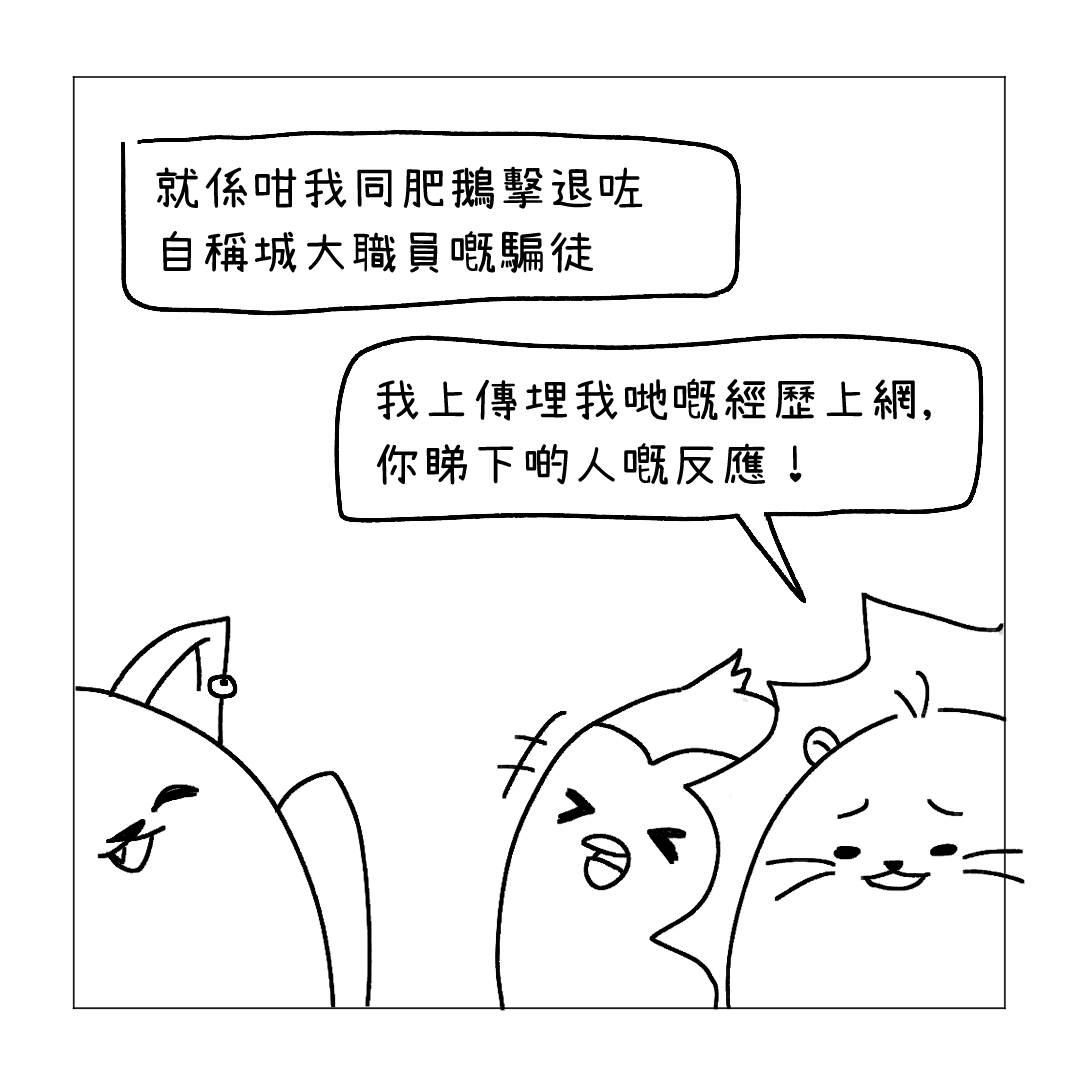 就係咁我同肥鵝擊退咗
自稱城大職員嘅騙徒
我上傳埋我哋嘅經歷上網,
你睇下啲人嘅反應！